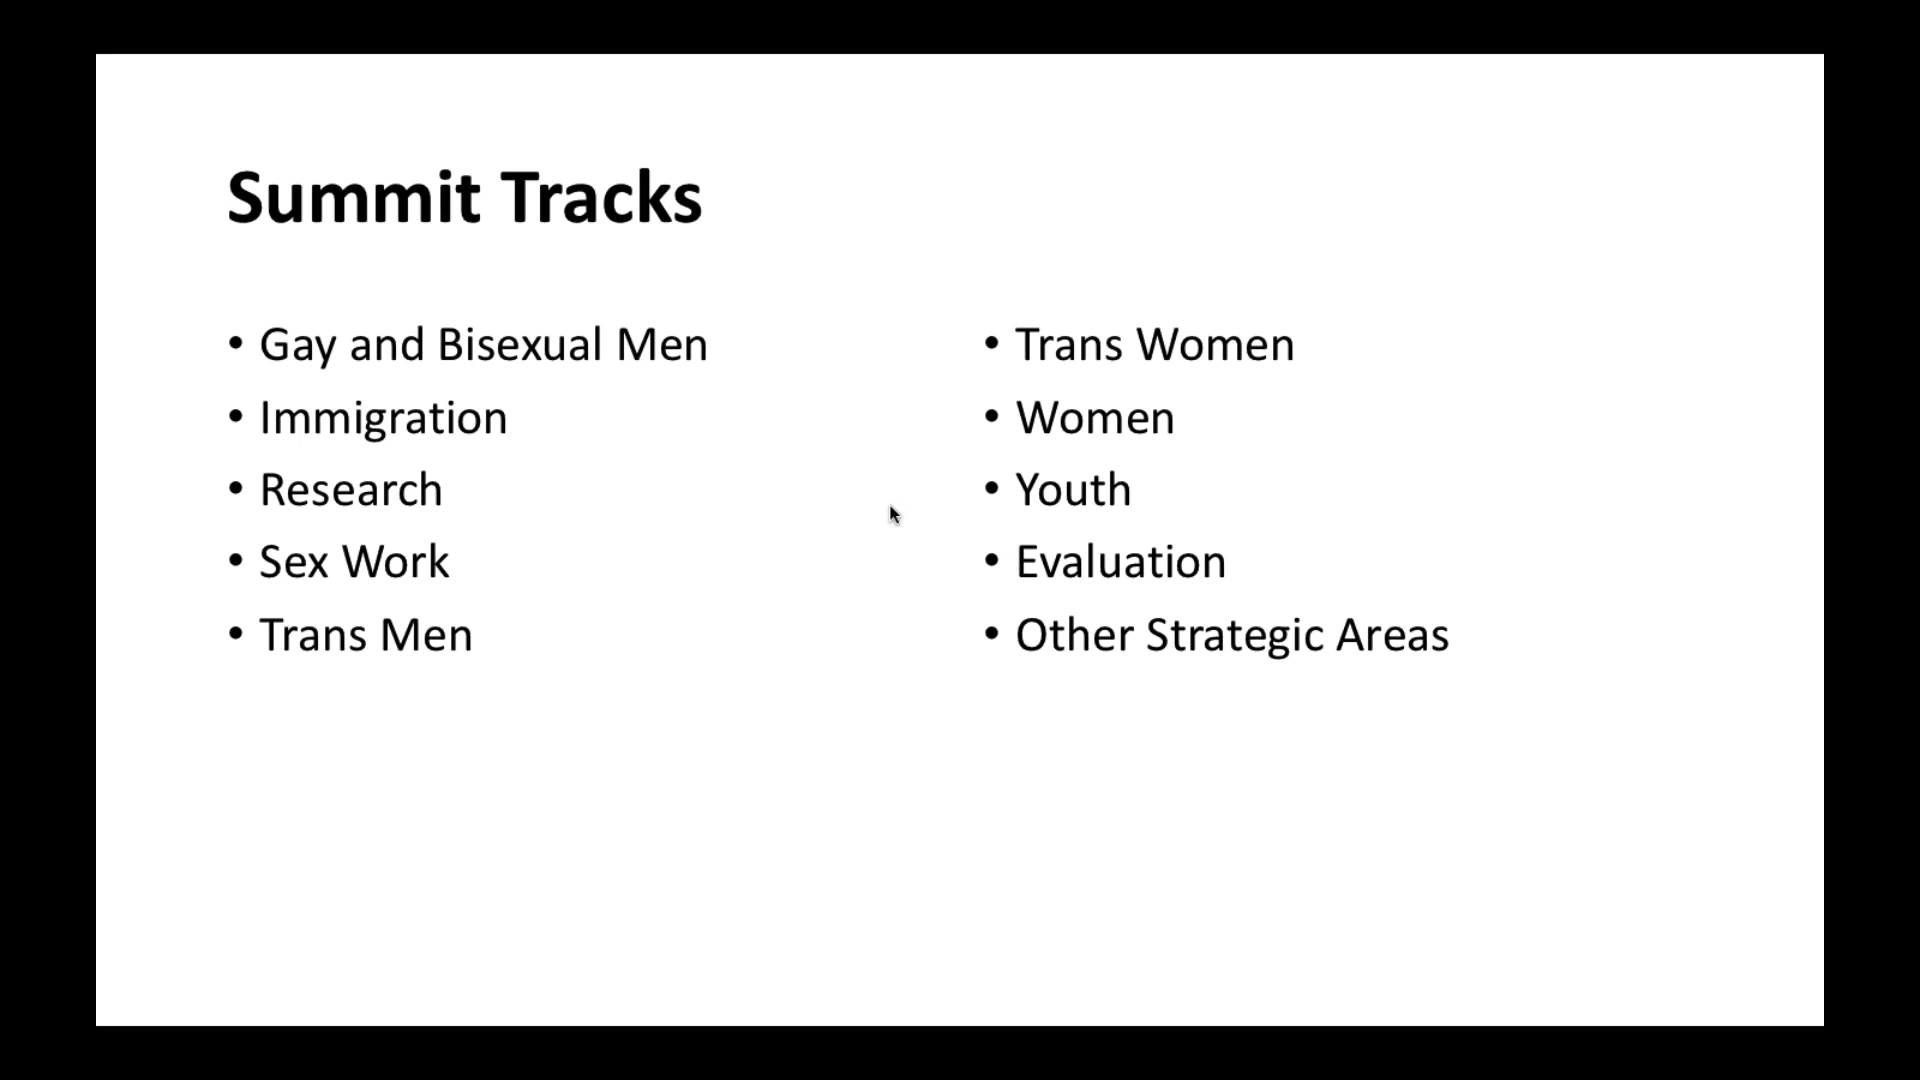 Summit Tracks
• Gay and Bisexual Men
• Immigration
• Research
• Sex Work
• Trans Men
• Trans Women
• Women
• Youth
• Evaluation
• Other Strategic Areas